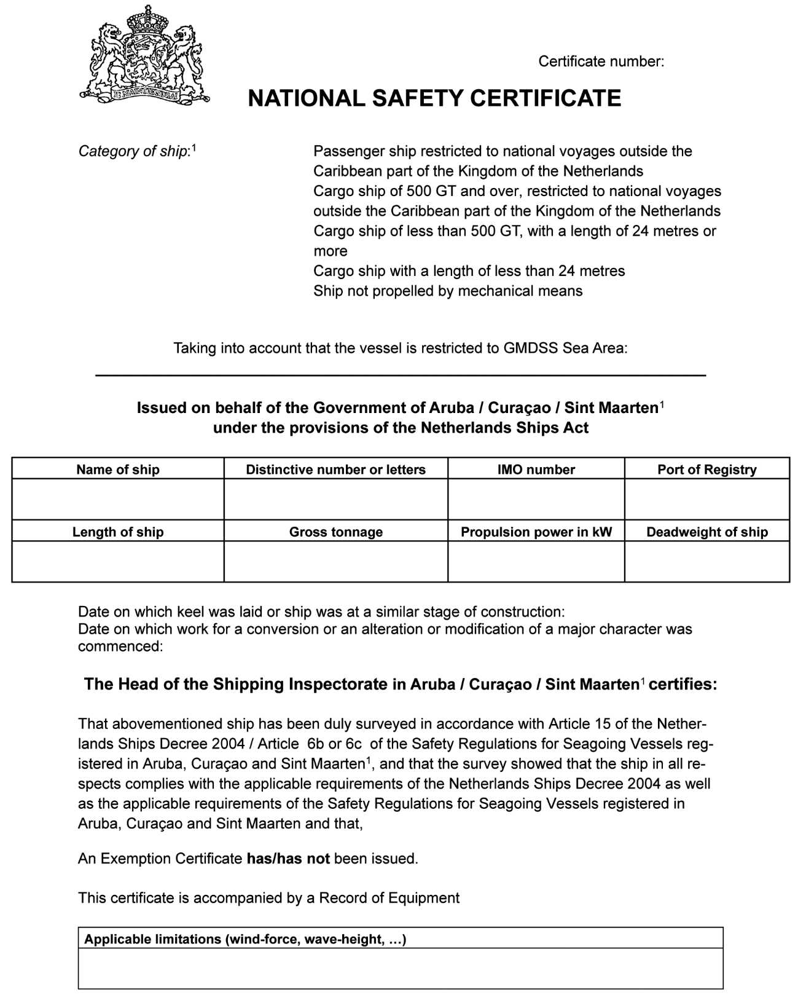 JE MAINTIENDRAI
Certificate number:
NATIONAL SAFETY CERTIFICATE
Category of ship:¹
Passenger ship restricted to national voyages outside the
Caribbean part of the Kingdom of the Netherlands
Cargo ship of 500 GT and over, restricted to national voyages
outside the Caribbean part of the Kingdom of the Netherlands
Cargo ship of less than 500 GT, with a length of 24 metres or
more
Cargo ship with a length of less than 24 metres
Ship not propelled by mechanical means
Taking into account that the vessel is restricted to GMDSS Sea Area:
Issued on behalf of the Government of Aruba / Curaçao / Sint Maarten¹
under the provisions of the Netherlands Ships Act
Name of ship Distinctive number or letters IMO number Port of Registry
Length of ship Gross tonnage Propulsion power in kW Deadweight of ship
Date on which keel was laid or ship was at a similar stage of construction:
Date on which work for a conversion or an alteration or modification of a major character was
commenced:
The Head of the Shipping Inspectorate in Aruba / Curaçao / Sint Maarten¹ certifies:
That abovementioned ship has been duly surveyed in accordance with Article 15 of the Nether-
lands Ships Decree 2004 / Article 6b or 6c of the Safety Regulations for Seagoing Vessels reg-
istered in Aruba, Curaçao and Sint Maarten¹, and that the survey showed that the ship in all re-
spects complies with the applicable requirements of the Netherlands Ships Decree 2004 as well
as the applicable requirements of the Safety Regulations for Seagoing Vessels registered in
Aruba, Curaçao and Sint Maarten and that,
An Exemption Certificate has/has not been issued.
This certificate is accompanied by a Record of Equipment
Applicable limitations (wind-force, wave-height, …)